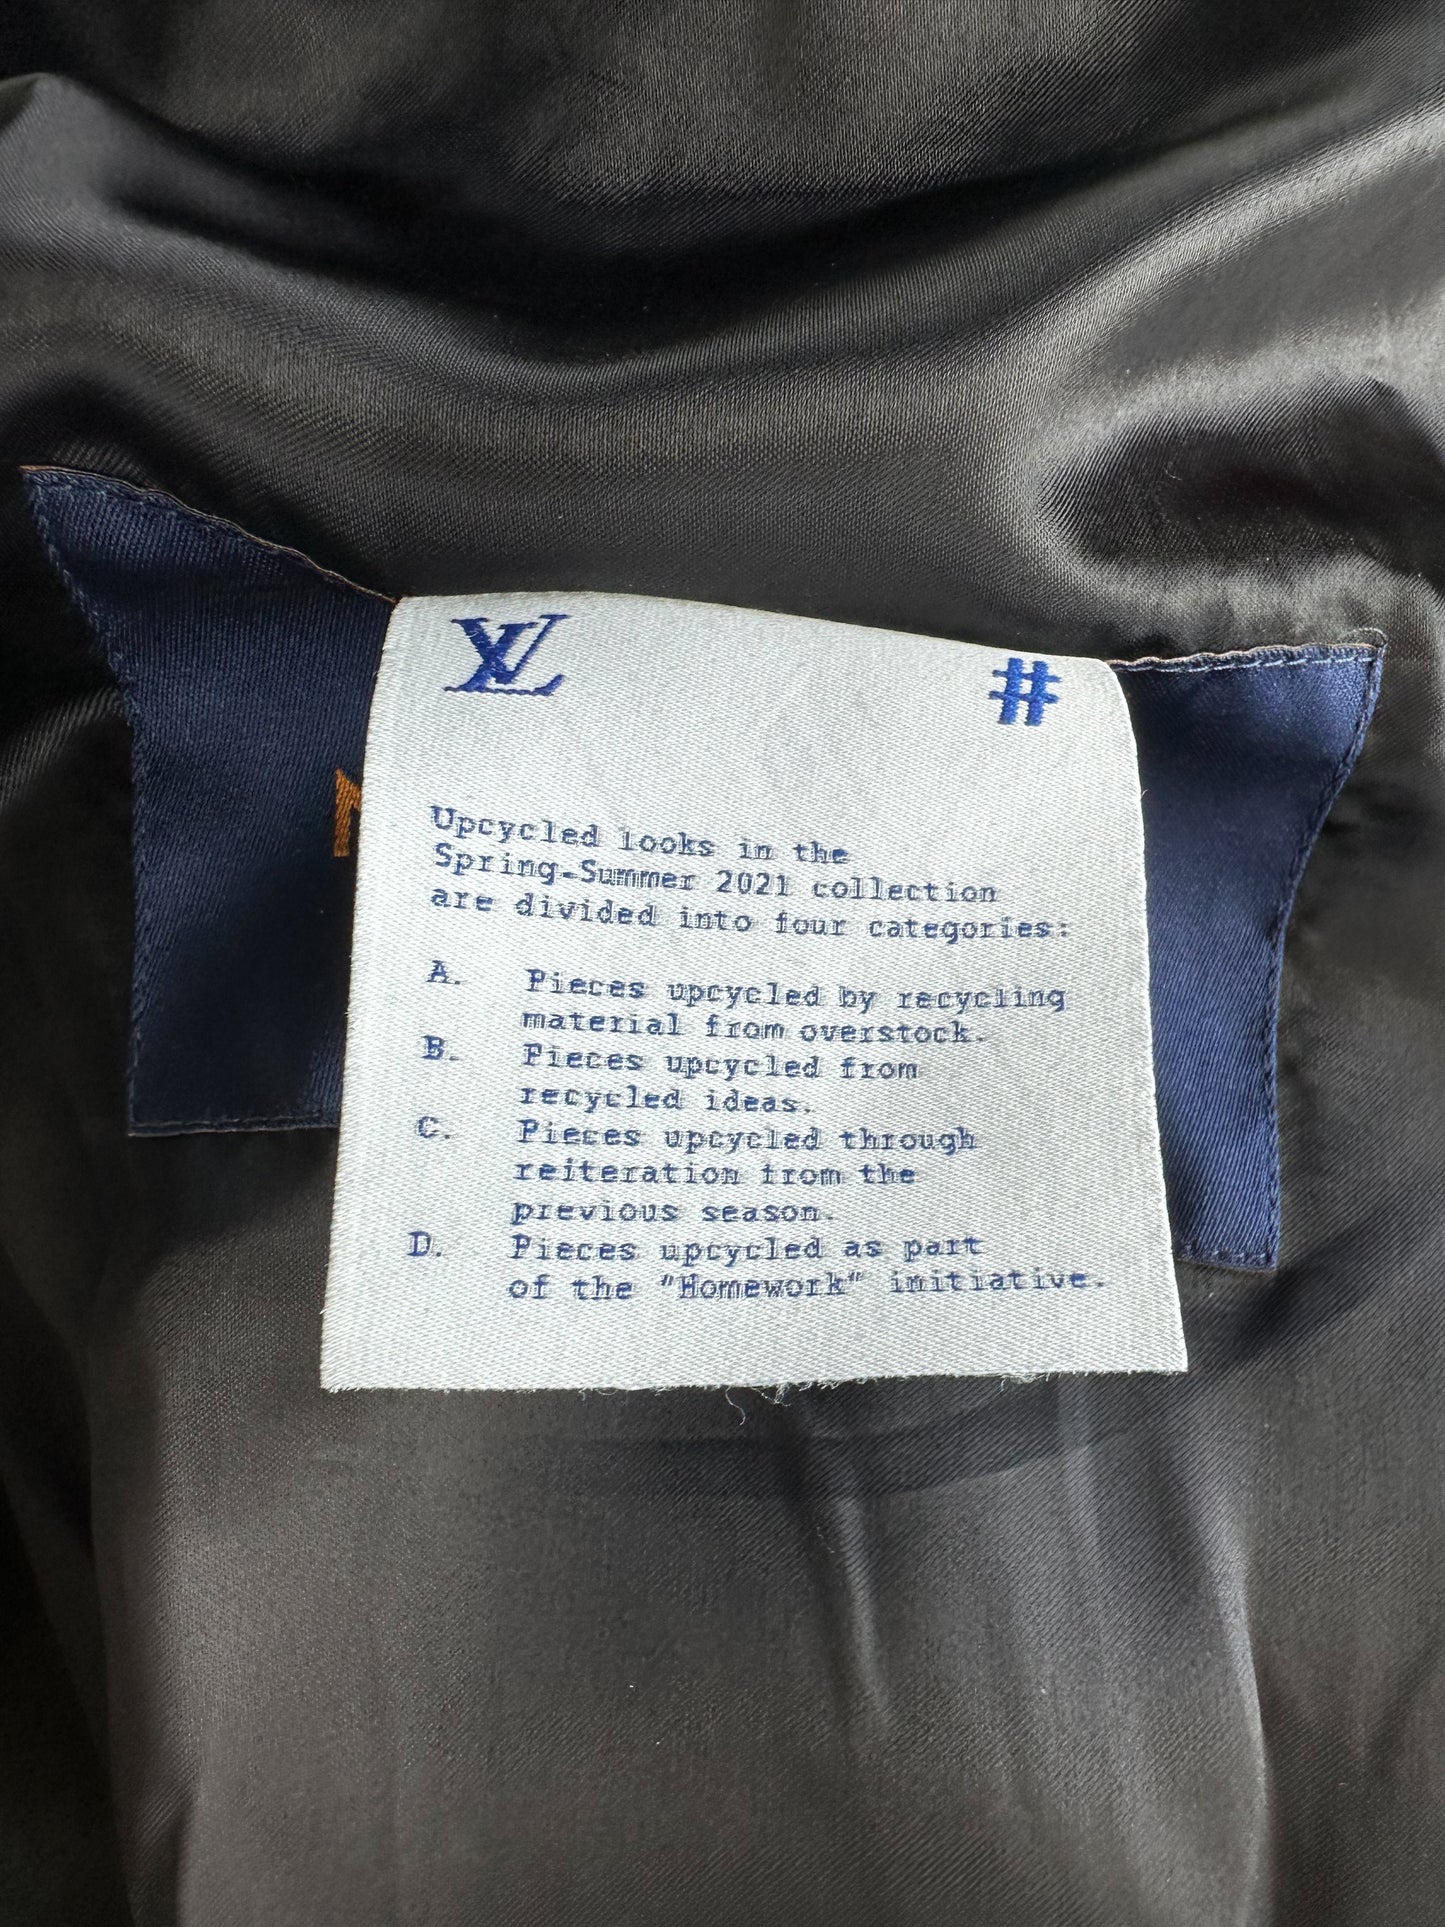 LV #
Upcycled looks in the
Spring-Summer 2021 collection
are divided into four categories:
A. Pieces upcycled by recycling
material from overstock.
B. Pieces upcycled from
recycled ideas.
C. Pieces upcycled through
reiteration from the
previous season.
D. Pieces upcycled as part
of the "Homework" initiative.